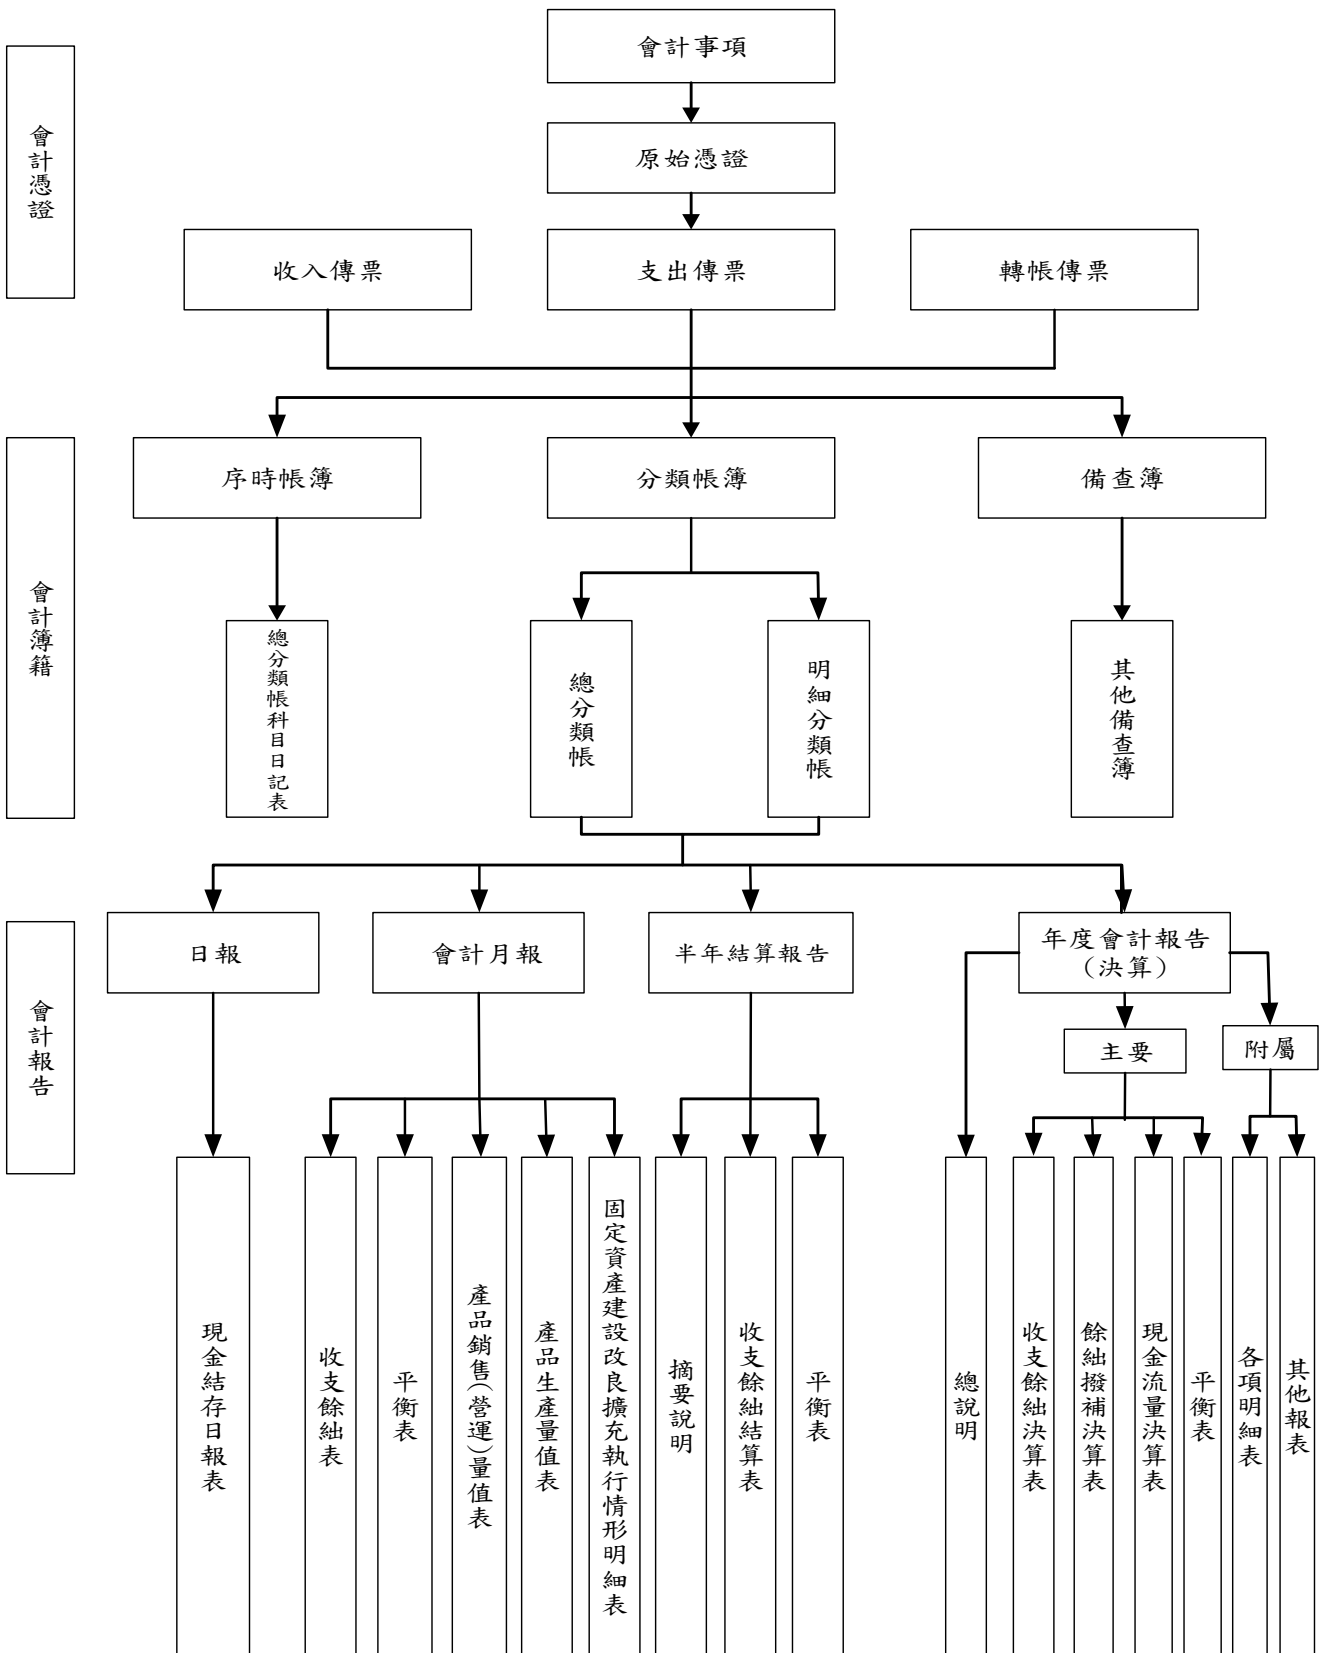 會計事項
會計憑證
原始憑證
收入傳票
支出傳票
轉帳傳票
序時帳簿
分類帳簿
備查簿
會計簿籍
總分類帳科目日記表
總分類帳
明細分類帳
其他備查簿
日報
會計月報
半年結算報告
年度會計報告
(決算)
會計報告
主要
附屬
現金結存日報表
收支餘絀表
平衡表
產品銷售(營運)量值表
產品生產量值表
固定資產建設改良擴充執行情形明細表
摘要說明
收支餘絀結算表
平衡表
總說明
收支餘絀決算表
餘絀撥補決算表
現金流量決算表
平衡表
各項明細表
其他報表